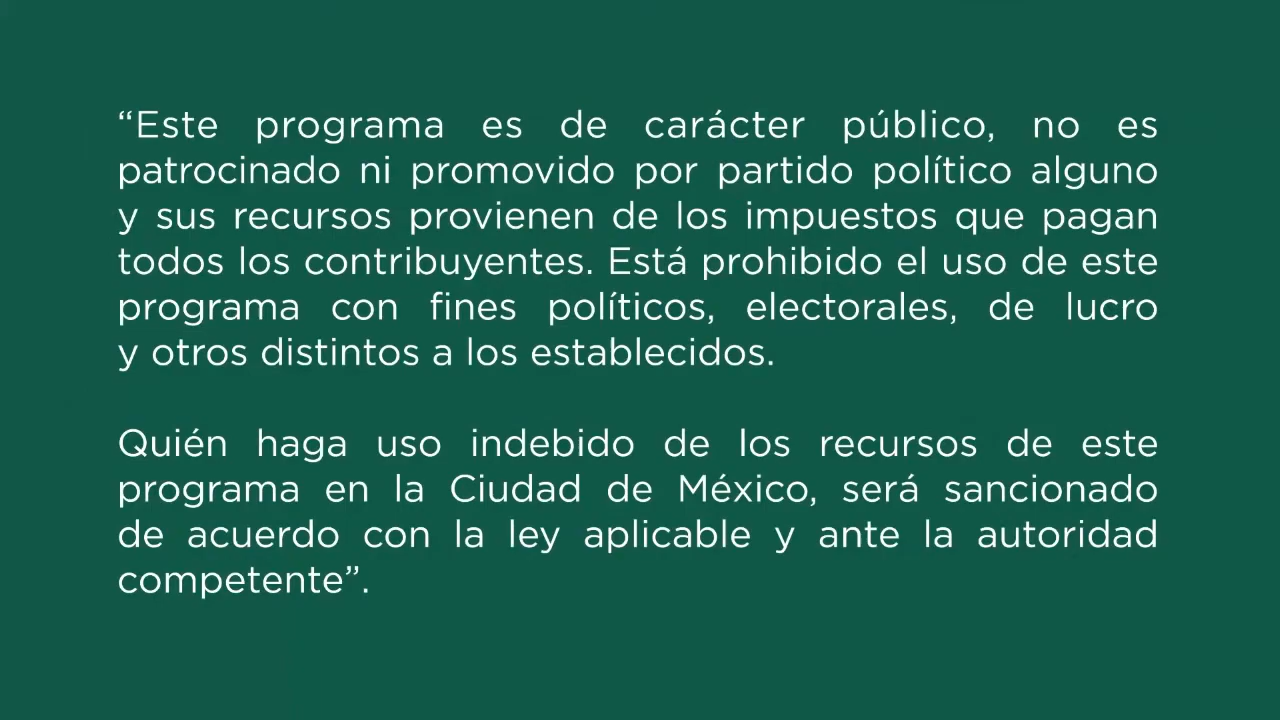 “Este programa es de carácter público, no es
patrocinado ni promovido por partido político alguno
y sus recursos provienen de los impuestos que pagan
todos los contribuyentes. Está prohibido el uso de este
programa con fines políticos, electorales, de lucro
y otros distintos a los establecidos.
Quién haga uso indebido de los recursos de este
programa en la Ciudad de México, será sancionado
de acuerdo con la ley aplicable y ante la autoridad
competente”.